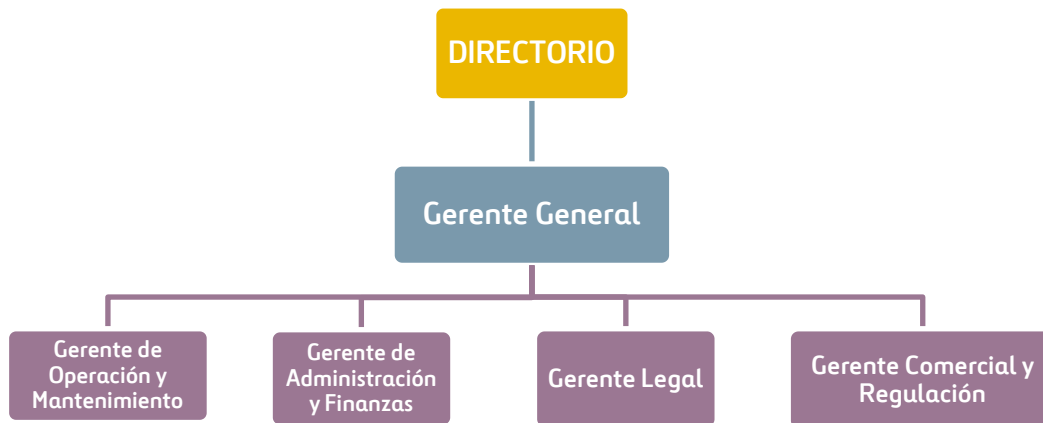 DIRECTORIO
Gerente General
Gerente de
Operación y
Mantenimiento
Gerente de
Administración
y Finanzas
Gerente Legal
Gerente Comercial y
Regulación